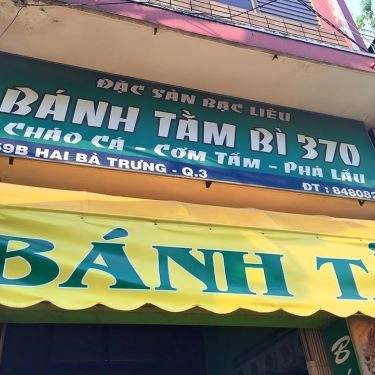 ĐẶC SẢN BẠC LIÊU
BÁNH TẰM BÌ 370
CHÁO CÁ - CƠM TẤM - PHÁ LẤU
59B HAI BÀ TRƯNG - Q.3
ĐT : 848082
BÁNH T
B